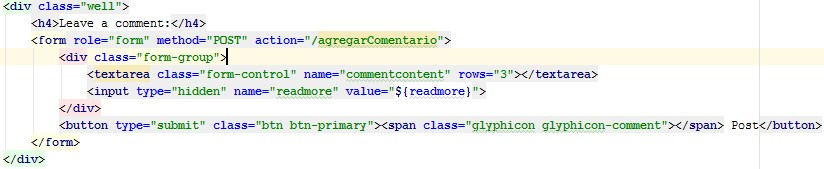 <div class="well">
    <h4>Leave a comment:</h4>
    <form role="form" method="POST" action="/agregarComentario">
        <div class="form-group">
            <textarea class="form-control" name="commentcontent" rows="3"></textarea>
            <input type="hidden" name="readmore" value="${readmore}">
        </div>
        <button type="submit" class="btn btn-primary"><span class="glyphicon glyphicon-comment"></span> Post</button>
    </form>
</div>